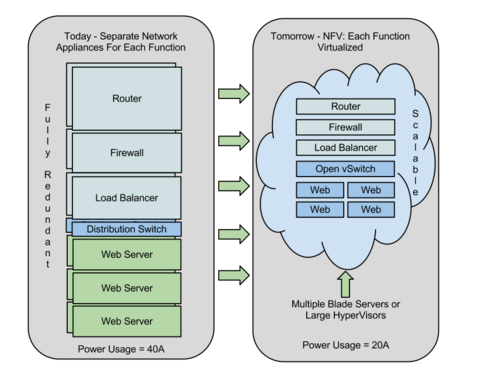 Today - Separate Network
Appliances For Each Function
Fully Redundant
Router
Firewall
Load Balancer
Distribution Switch
Web Server
Web Server
Web Server
Power Usage = 40A
Tomorrow - NFV: Each Function
Virtualized
Router
Firewall
Load Balancer
Open vSwitch
Web Web
Web Web
Scalable
Multiple Blade Servers or
Large HyperVisors
Power Usage = 20A